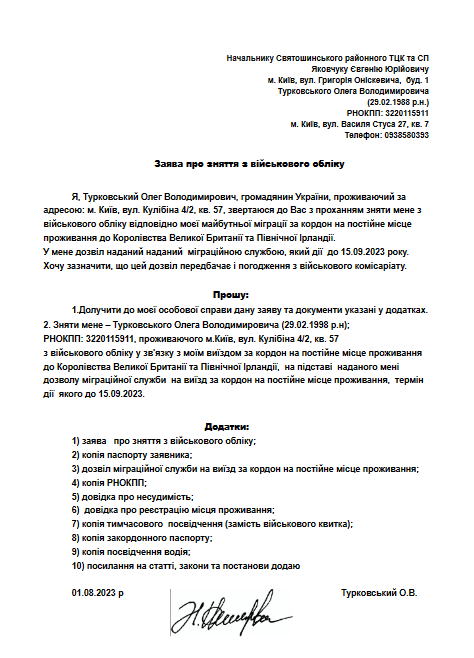 Начальнику Святошинського районного ТЦК та СП
Яковчуку Євгенію Юрійовичу
м. Київ, вул. Григорія Оніскевича, буд. 1
Турковського Олега Володимировича
(29.02.1988 р.н.)
РНОКПП: 3220115911
м. Київ, вул. Василя Стуса 27, кв. 7
Телефон: 0938580393
Заява про зняття з військового обліку
Я, Турковський Олег Володимирович, громадянин України, проживаючий за
адресою: м. Київ, вул. Кулібіна 4/2, кв. 57, звертаюся до Вас з проханням зняти мене з
військового обліку відповідно моєї майбутньої міграції за кордон на постійне місце
проживання до Королівства Великої Британії та Північної Ірландії.
У мене дозвіл наданий наданий міграційною службою, який дії до 15.09.2023 року.
Хочу зазначити, що цей дозвіл передбачає і погодження з військового комісаріату.
Прошу:
1.Долучити до моєї особової справи дану заяву та документи указані у додатках.
2. Зняти мене – Турковського Олега Володимировича (29.02.1998 р.н);
РНОКПП: 3220115911, проживаючого м.Київ, вул. Кулібіна 4/2, кв. 57
з військового обліку у зв'язку з моїм виїздом за кордон на постійне місце проживання
до Королівства Великої Британії та Північної Ірландії, на підставі наданого мені
дозволу міграційної служби на виїзд за кордон на постійне місце проживання, термін
дії якого до 15.09.2023.
Додатки:
1) заява про зняття з військового обліку;
2) копія паспорту заявника;
3) дозвіл міграційної служби на виїзд за кордон на постійне місце проживання;
4) копія РНОКПП;
5) довідка про несудимість;
6) довідка про реєстрацію місця проживання;
7) копія тимчасового посвідчення (замість військового квитка);
8) копія закордонного паспорту;
9) копія посвідчення водія;
10) посилання на статті, закони та постанови додаю
01.08.2023 р Турковський О.В.